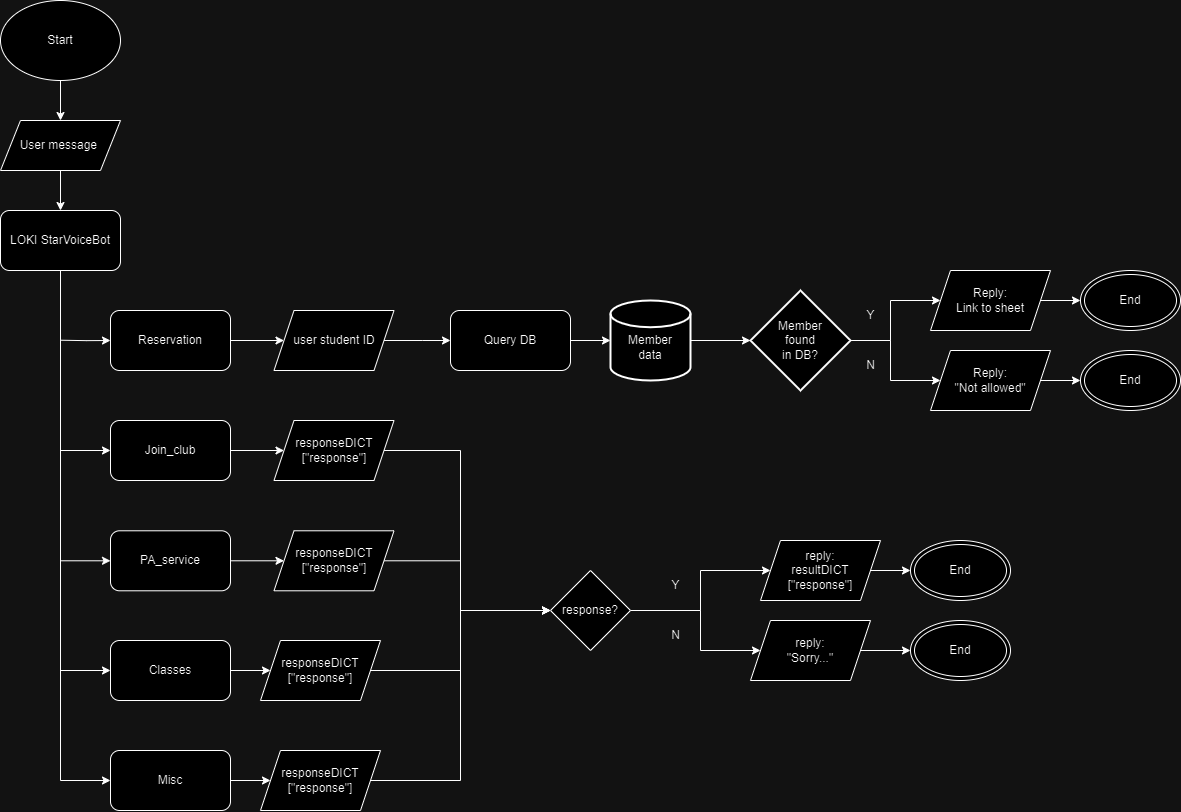 Start
User message
LOKI StarVoiceBot
Reservation
user student ID
Query DB
Member
data
Member
found
in DB?
Y
N
Reply:
Link to sheet
End
Reply:
"Not allowed"
End
Join_club
responseDICT
["response"]
PA_service
responseDICT
["response"]
Classes
responseDICT
["response"]
Misc
responseDICT
["response"]
response?
Y
N
reply:
resultDICT
["response"]
End
reply:
"Sorry..."
End